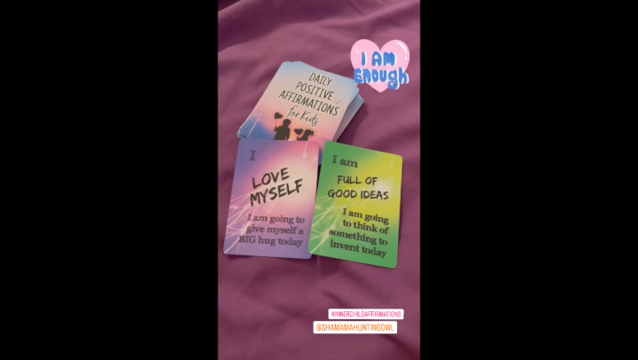 I AM
ENOUGH
DAILY
POSITIVE
AFFIRMATIONS
for Kids
I
LOVE
MYSELF
I am going to
give myself a
BIG hug today
I am
FULL OF
GOOD IDEAS
I am going
to think of
something to
invent today
#INNERCHILDAFFIRMATIONS
@SHAMAMAHUNTINGOWL